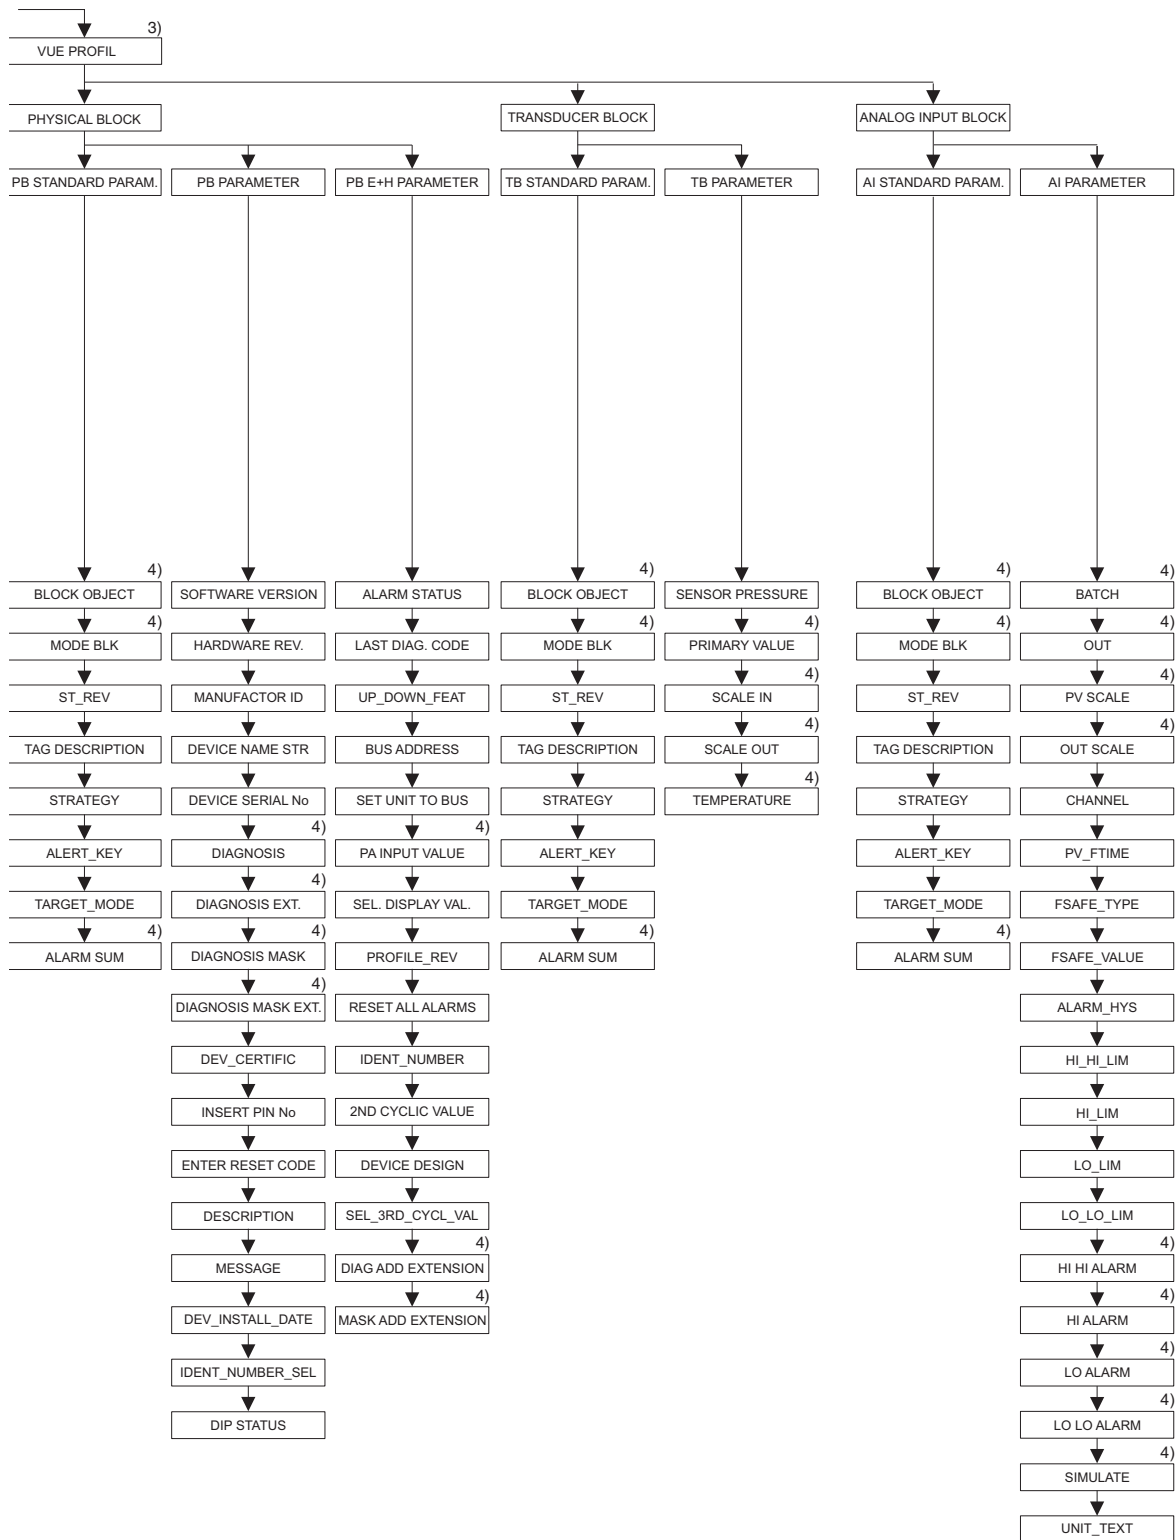 3)
VUE PROFIL
PHYSICAL BLOCK
TRANSDUCER BLOCK
ANALOG INPUT BLOCK
PB STANDARD PARAM.
PB PARAMETER
PB E+H PARAMETER
TB STANDARD PARAM.
TB PARAMETER
AI STANDARD PARAM.
AI PARAMETER
4)
BLOCK OBJECT
4)
MODE BLK
ST_REV
TAG DESCRIPTION
STRATEGY
ALERT_KEY
TARGET_MODE
4)
ALARM SUM
SOFTWARE VERSION
HARDWARE REV.
MANUFACTOR ID
DEVICE NAME STR
DEVICE SERIAL No
4)
DIAGNOSIS
4)
DIAGNOSIS EXT.
4)
DIAGNOSIS MASK
4)
DIAGNOSIS MASK EXT.
DEV_CERTIFIC
INSERT PIN No
ENTER RESET CODE
DESCRIPTION
MESSAGE
DEV_INSTALL_DATE
IDENT_NUMBER_SEL
DIP STATUS
ALARM STATUS
LAST DIAG. CODE
UP_DOWN_FEAT
BUS ADDRESS
SET UNIT TO BUS
4)
PA INPUT VALUE
SEL. DISPLAY VAL.
PROFILE_REV
RESET ALL ALARMS
IDENT_NUMBER
2ND CYCLIC VALUE
DEVICE DESIGN
SEL_3RD_CYCL_VAL
4)
DIAG ADD EXTENSION
4)
MASK ADD EXTENSION
4)
BLOCK OBJECT
4)
MODE BLK
ST_REV
TAG DESCRIPTION
STRATEGY
ALERT_KEY
TARGET_MODE
4)
ALARM SUM
SENSOR PRESSURE
4)
PRIMARY VALUE
4)
SCALE IN
4)
SCALE OUT
4)
TEMPERATURE
4)
BLOCK OBJECT
4)
MODE BLK
ST_REV
TAG DESCRIPTION
STRATEGY
ALERT_KEY
TARGET_MODE
4)
ALARM SUM
4)
BATCH
4)
OUT
4)
PV SCALE
4)
OUT SCALE
CHANNEL
PV_FTIME
FSAFE_TYPE
FSAFE_VALUE
ALARM_HYS
HI_HI_LIM
HI_LIM
LO_LIM
LO_LO_LIM
4)
HI HI ALARM
4)
HI ALARM
4)
LO ALARM
4)
LO LO ALARM
4)
SIMULATE
UNIT_TEXT